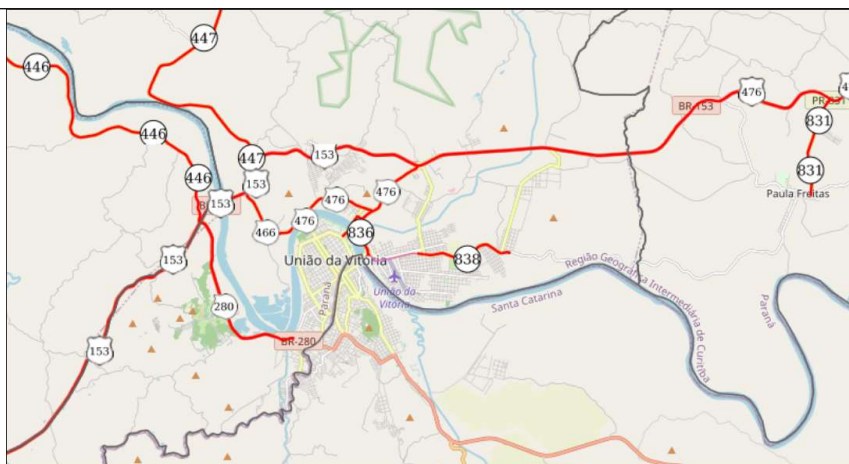 447
446
476
BR-153
PR-831
831
446
447
153
831
Paula Freitas
446
153
153
476
476
466
476
836
União da Vitória
838
153
União da
Vitória
Região Geográfica Intermediária de Curitiba
Santa Catarina
Paraná
Paraná
280
153
BR-280